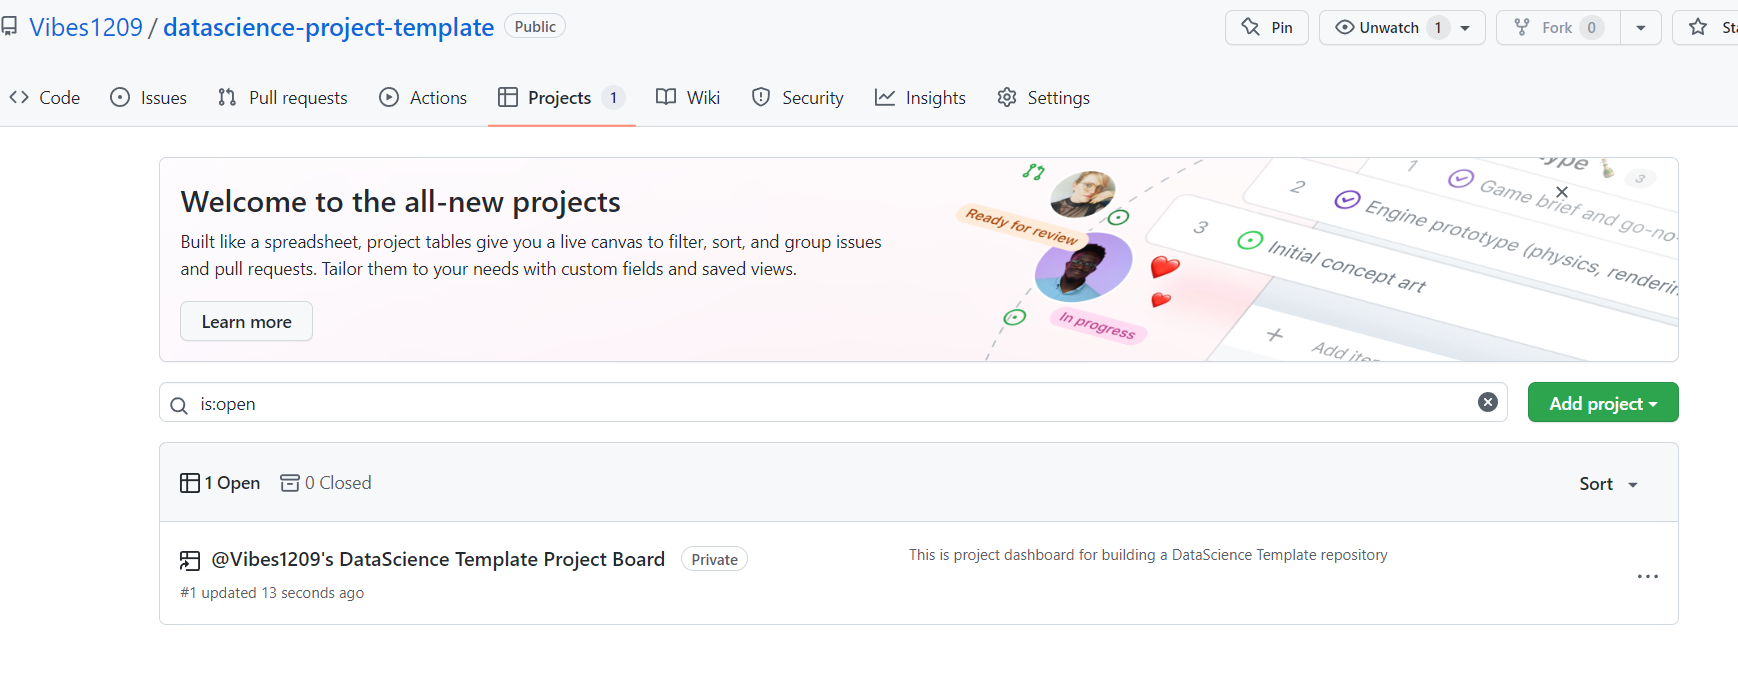 Vibes1209 / datascience-project-template Public
Pin
Unwatch 1
Fork 0
Code Issues Pull requests Actions Projects 1 Wiki Security Insights Settings
Welcome to the all-new projects
Built like a spreadsheet, project tables give you a live canvas to filter, sort, and group issues
and pull requests. Tailor them to your needs with custom fields and saved views.
Learn more
Ready for review
In progress
3
1 Game brief and go-no-
2 Engine prototype (physics, renderin
3 Initial concept art
+
is:open
Add project
1 Open 0 Closed
Sort
@Vibes1209's DataScience Template Project Board Private
#1 updated 13 seconds ago
This is project dashboard for building a DataScience Template repository